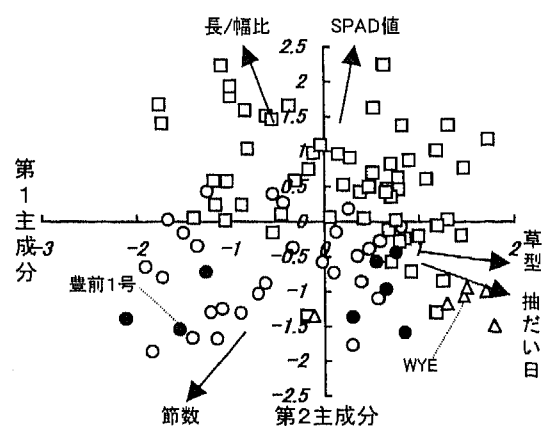 長/幅比
SPAD値
2.5
2
1.5
1
0.5
0
-0.5
-1
-1.5
-2
-2.5
-3
-2
-1
0
1
2
第1主成分
第2主成分
草型
抽だい日
豊前1号
WYE
節数